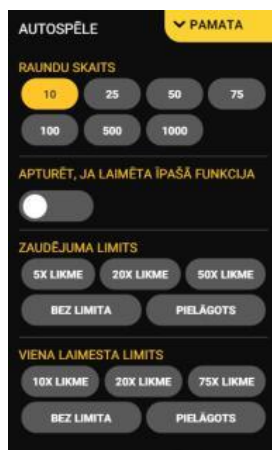 AUTOSPĒLE PAMATA
RAUNDU SKAITS
10 25 50 75
100 500 1000
APTURĒT, JA LAIMĒTA ĪPAŠĀ FUNKCIJA
ZAUDĒJUMA LIMITS
5X LIKME 20X LIKME 50X LIKME
BEZ LIMITA PIELĀGOTS
VIENA LAIMESTA LIMITS
10X LIKME 20X LIKME 75X LIKME
BEZ LIMITA PIELĀGOTS